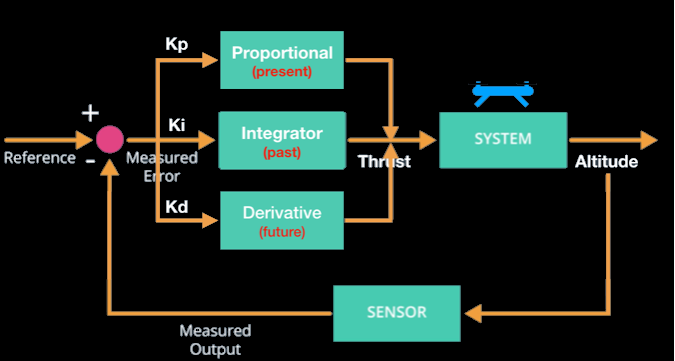 Kp
Proportional
(present)
+
Ki
Integrator
(past)
SYSTEM
Reference
-
Measured
Error
Thrust
Altitude
Kd
Derivative
(future)
SENSOR
Measured
Output